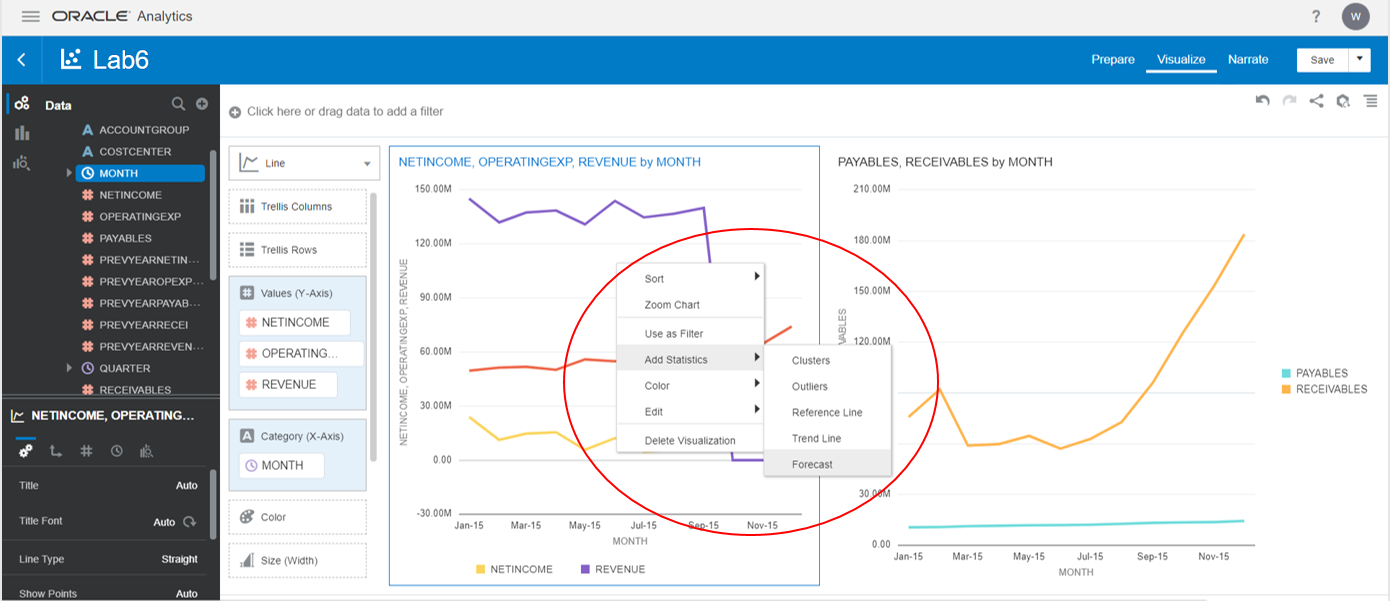 ORACLE Analytics
?
W
Lab6
Prepare
Visualize
Narrate
Save
Data
A ACCOUNTGROUP
A COSTCENTER
MONTH
# NETINCOME
# OPERATINGEXP
# PAYABLES
# PREVYEARNETIN...
# PREVYEAROPEXP...
# PREVYEARPAYAB...
# PREVYEARRECEI
# PREVYEARREVEN...
QUARTER
# RECEIVABLES
NETINCOME, OPERATING...
#
Title Auto
Title Font Auto
Line Type Straight
Show Points Auto
Click here or drag data to add a filter
Line
Trellis Columns
Trellis Rows
# Values (Y-Axis)
# NETINCOME
# OPERATING...
# REVENUE
A Category (X-Axis)
MONTH
Color
Size (Width)
NETINCOME, OPERATINGEXP, REVENUE by MONTH
NETINCOME, OPERATINGEXP, REVENUE
150.00M
120.00M
90.00M
60.00M
30.00M
0.00
-30.00M
Jan-15 Mar-15 May-15 Jul-15 Sep-15 Nov-15
MONTH
NETINCOME REVENUE
Sort
Zoom Chart
Use as Filter
Add Statistics
Color
Edit
Delete Visualization
Clusters
Outliers
Reference Line
Trend Line
Forecast
PAYABLES, RECEIVABLES by MONTH
VABLES
210.00M
180.00M
150.00M
120.00M
30.00M
0.00
Jan-15 Mar-15 May-15 Jul-15 Sep-15 Nov-15
MONTH
PAYABLES
RECEIVABLES